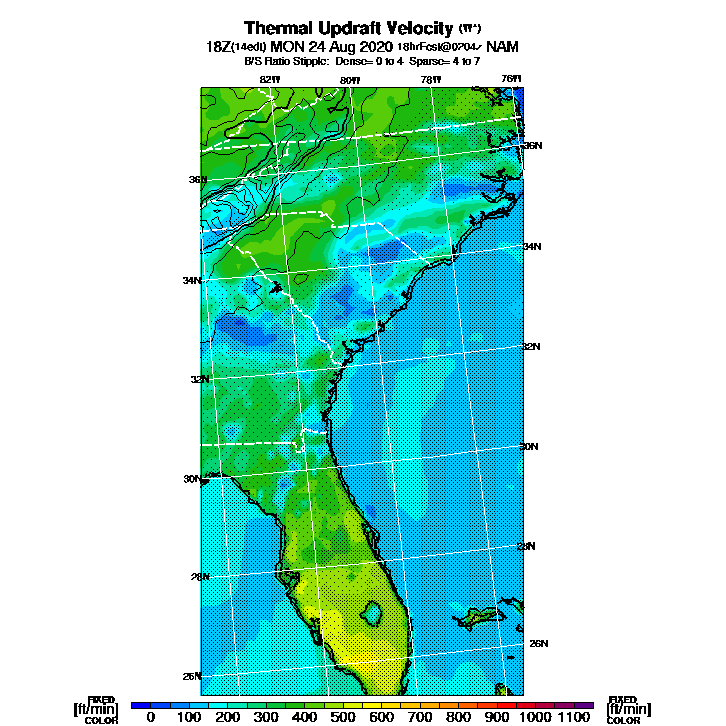 Thermal Updraft Velocity (W*)
18Z(14edt) MON 24 Aug 2020 18hrFcst@0204z NAM
B/S Ratio Stipple: Dense= 0 to 4 Sparse= 4 to 7
82W 80W 78W 76W
36N
36N
34N
34N
32N
32N
30N
30N
28N
28N
26N
26N
FIXED FIXED
[ft/min] 0 100 200 300 400 500 600 700 800 900 1000 1100 [ft/min]
COLOR COLOR